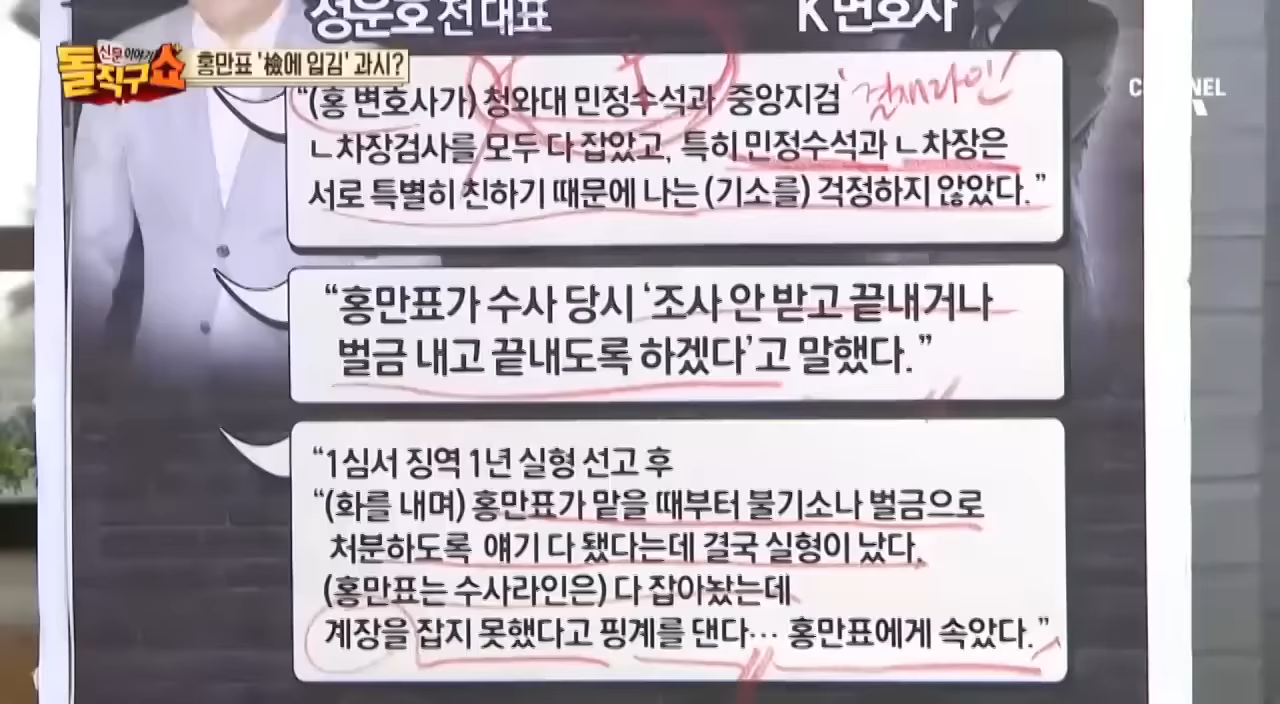 정운호 전 대표
K 변호사
신문이야기
돌직구쇼
홍만표 '檢에 입김' 과시?
CHANNEL A
“(홍 변호사가) 청와대 민정수석과 중앙지검
‘결재라인’
ㄴ차장검사를 모두 다 잡았고, 특히 민정수석과 ㄴ차장은
서로 특별히 친하기 때문에 나는 (기소를) 걱정하지 않았다.”
“홍만표가 수사 당시 ‘조사 안 받고 끝내거나
벌금 내고 끝내도록 하겠다’고 말했다.”
“1심서 징역 1년 실형 선고 후
“(화를 내며) 홍만표가 맡을 때부터 불기소나 벌금으로
처분하도록 얘기 다 됐다는데 결국 실형이 났다.
(홍만표는 수사라인은) 다 잡아놨는데
계장을 잡지 못했다고 핑계를 댄다… 홍만표에게 속았다.”